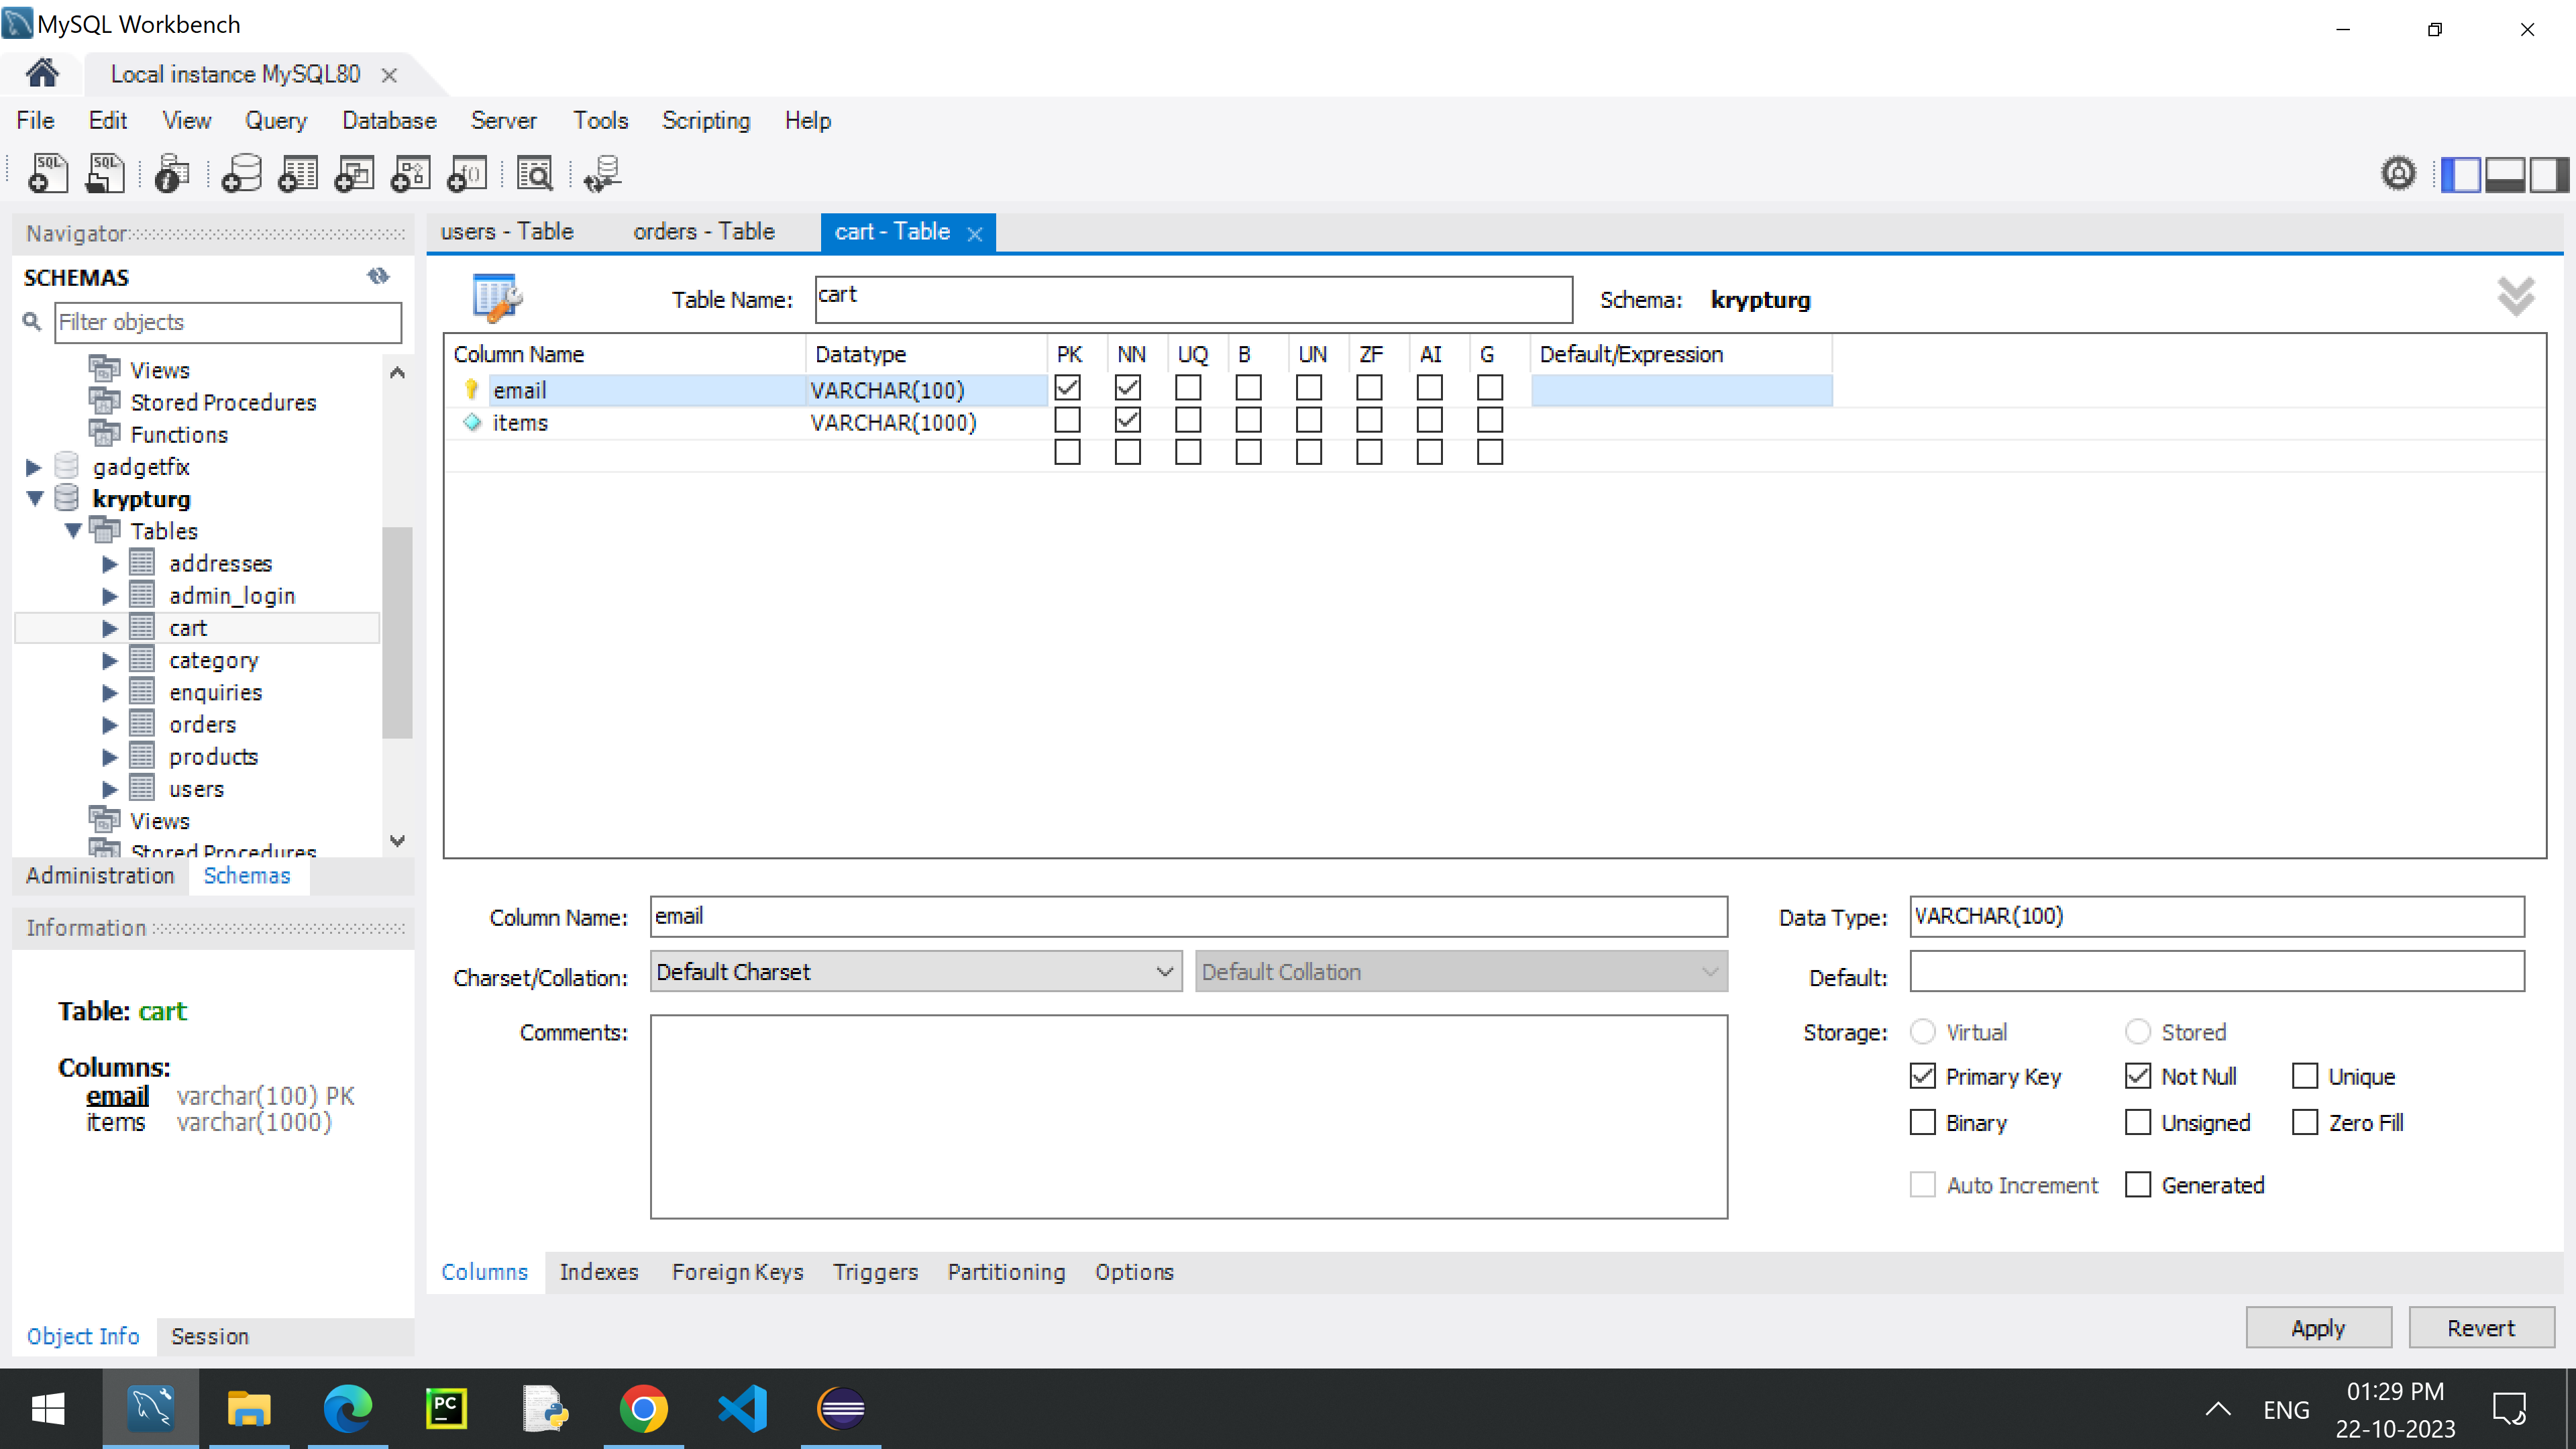 MySQL Workbench
Local instance MySQL80
File Edit View Query Database Server Tools Scripting Help
Navigator
SCHEMAS
Filter objects
Views
Stored Procedures
Functions
gadgetfix
krypturg
Tables
addresses
admin_login
cart
category
enquiries
orders
products
users
Views
Stored Procedures
Administration Schemas
Information
Table: cart
Columns:
email varchar(100) PK
items varchar(1000)
Object Info Session
users - Table orders - Table cart - Table
Table Name: cart Schema: krypturg
Column Name Datatype PK NN UQ B UN ZF AI G Default/Expression
email VARCHAR(100)
items VARCHAR(1000)
Column Name: email Data Type: VARCHAR(100)
Charset/Collation: Default Charset Default Collation Default:
Comments: Storage: Virtual Stored
Primary Key Not Null Unique
Binary Unsigned Zero Fill
Auto Increment Generated
Columns Indexes Foreign Keys Triggers Partitioning Options
Apply Revert
ENG
01:29 PM
22-10-2023